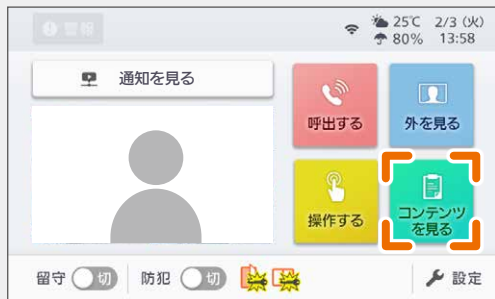 警報
25℃ 2/3 (火)
80% 13:58
通知を見る
呼出する
外を見る
操作する
コンテンツ
を見る
留守 切 防犯 切 設定